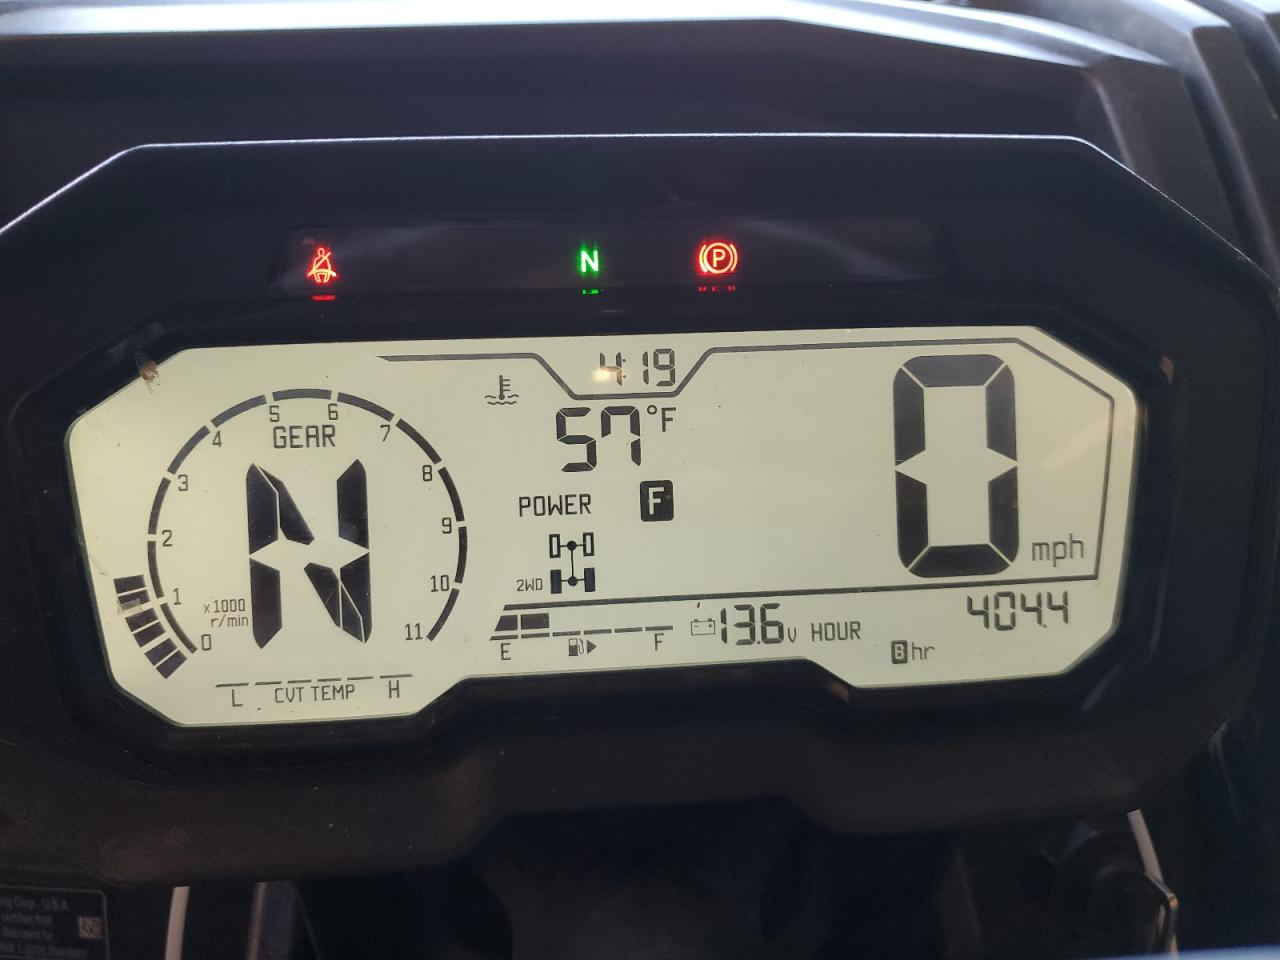 N
P
4:19
57°F
GEAR
0
1
2
3
4
5
6
7
8
9
10
11
x1000
r/min
N
POWER F
2WD
0
mph
E F
13.6V HOUR
404.4
hr
L CVT TEMP H
Corp., U.S.A.